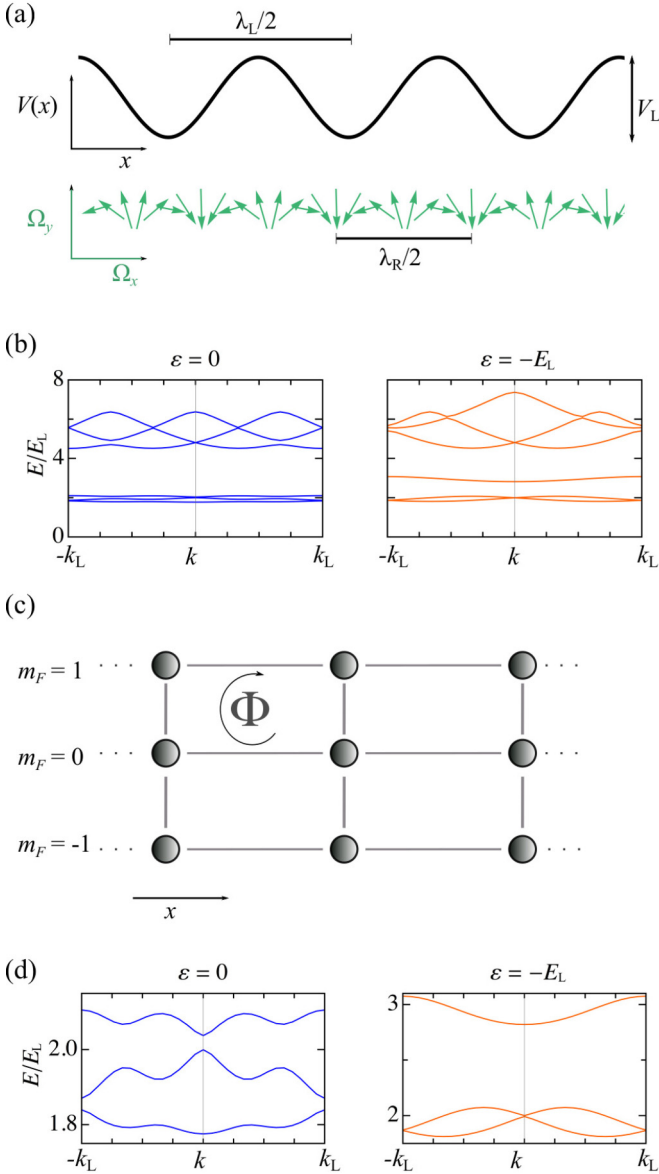 (a)
λL/2
V(x)
x
VL
Ωy
Ωx
λR/2
(b)
ε = 0
ε = −EL
8
4
0
E/EL
-kL
k
kL
-kL
k
kL
(c)
mF = 1
mF = 0
mF = -1
· · ·
· · ·
· · ·
· · ·
· · ·
· · ·
Φ
x
(d)
ε = 0
ε = −EL
2.0
1.8
E/EL
3
2
-kL
k
kL
-kL
k
kL